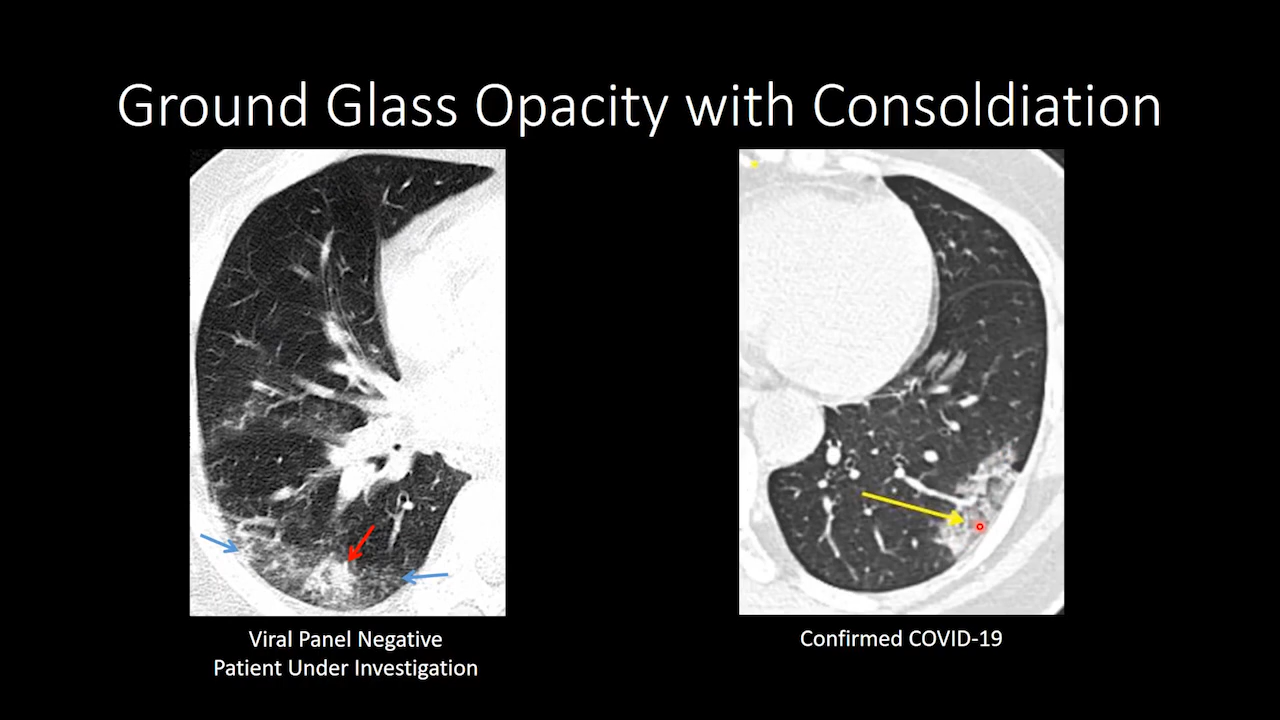 Ground Glass Opacity with Consoldiation
Viral Panel Negative
Patient Under Investigation
Confirmed COVID-19